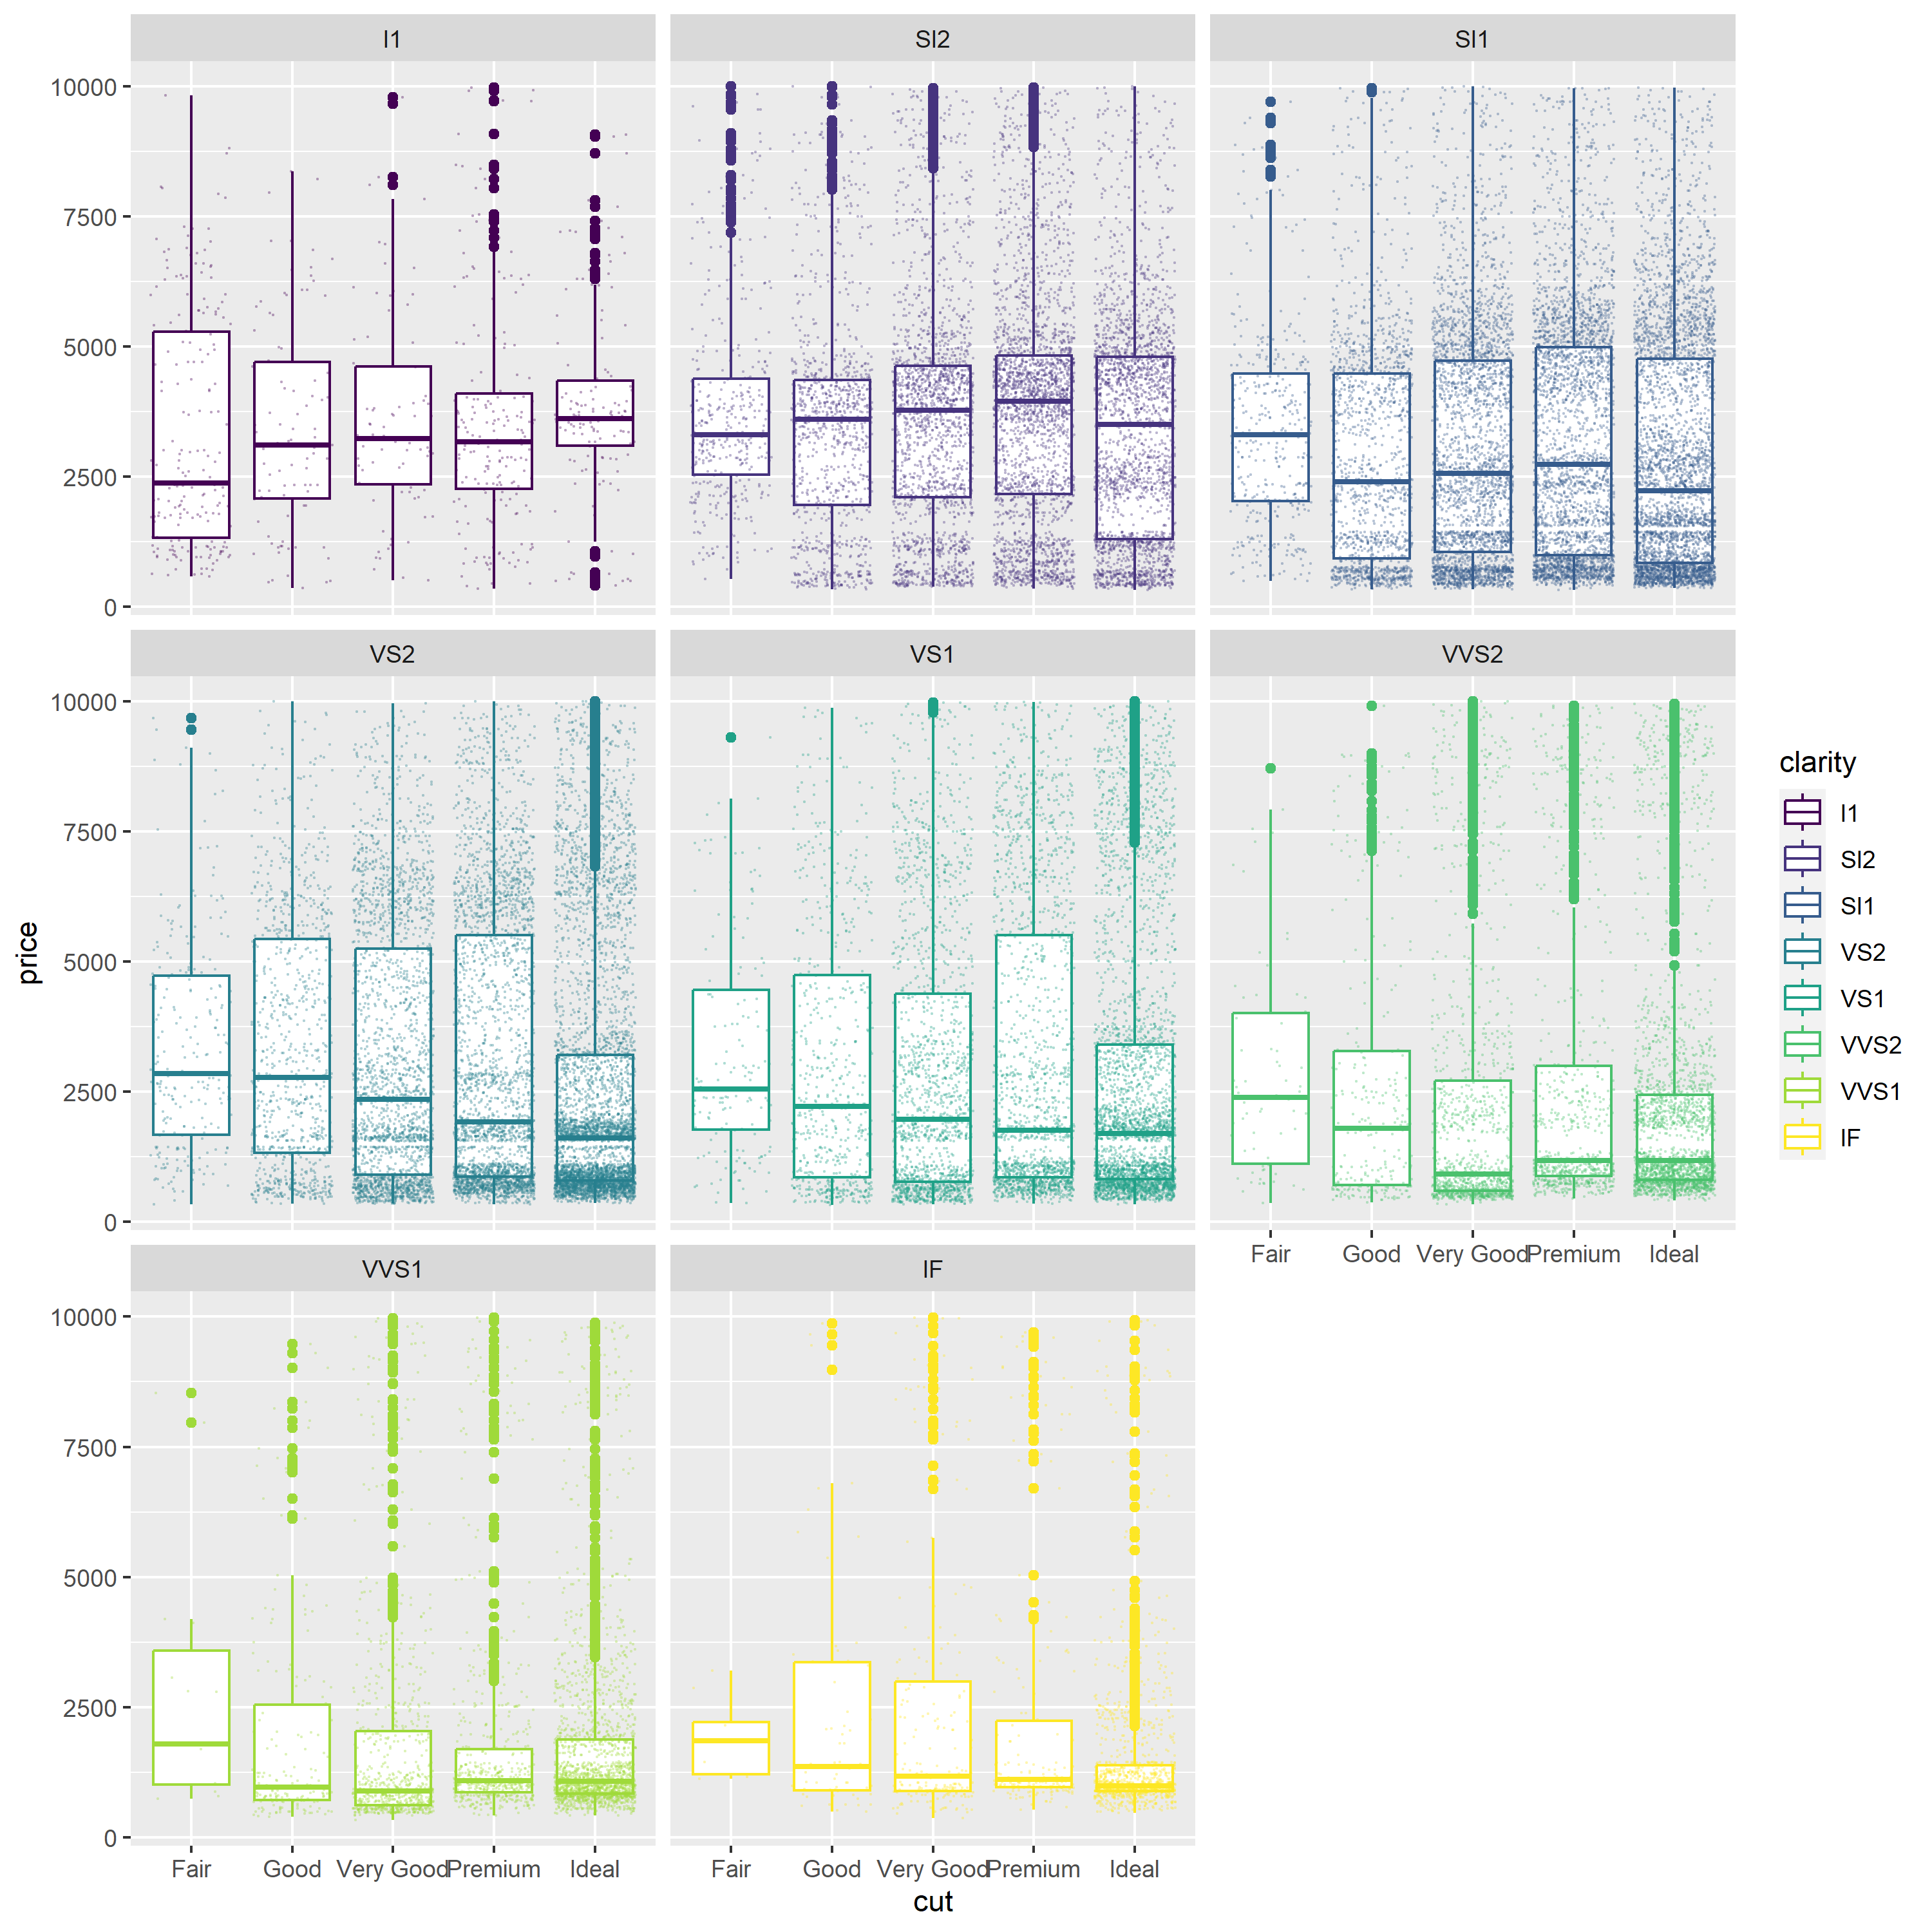 I1 SI2 SI1
10000
7500
5000
2500
0
VS2 VS1 VVS2
10000
7500
5000
2500
0
Fair Good Very Good Premium Ideal
VVS1 IF
10000
7500
5000
2500
0
Fair Good Very Good Premium Ideal Fair Good Very Good Premium Ideal
cut
price
clarity
I1
SI2
SI1
VS2
VS1
VVS2
VVS1
IF